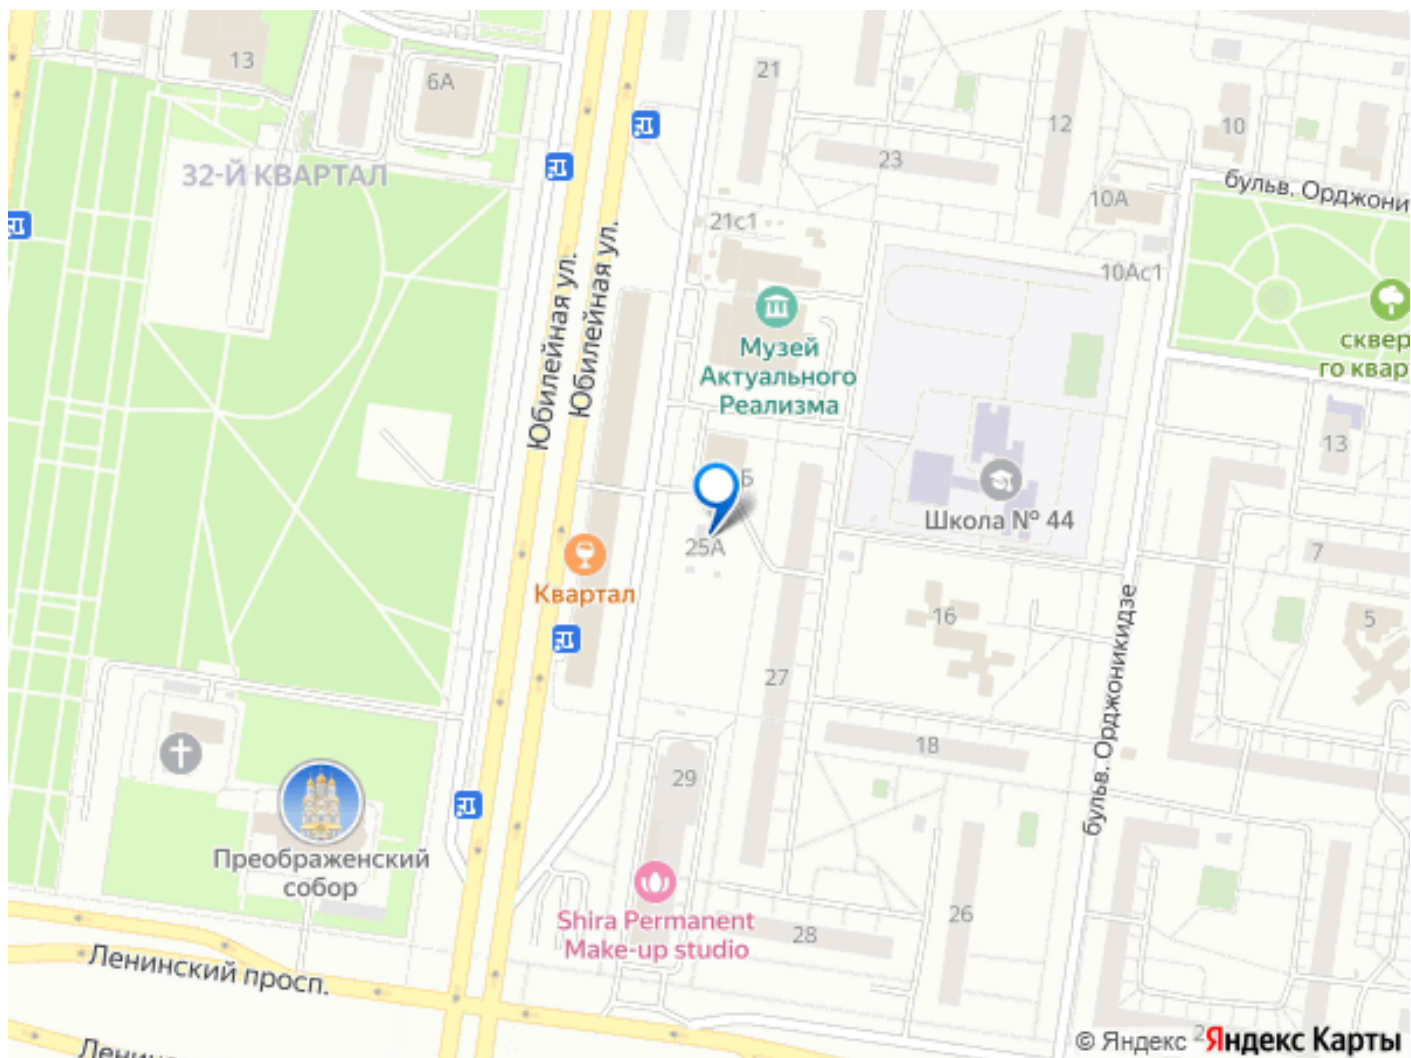 13
6А
21
12
10
23
бульв. Орджони
32-Й КВАРТАЛ
10А
21с1
10Ас1
Юбилейная ул.
Юбилейная ул.
Музей
Актуального
Реализма
сквер
го квар
13
Б
Школа № 44
25А
7
Квартал
16
5
бульв. Орджоникидзе
27
18
29
Преображенский
собор
Shira Permanent
Make-up studio
28
26
Ленинский просп.
Ленинс
© Яндекс
2
Яндекс Карты